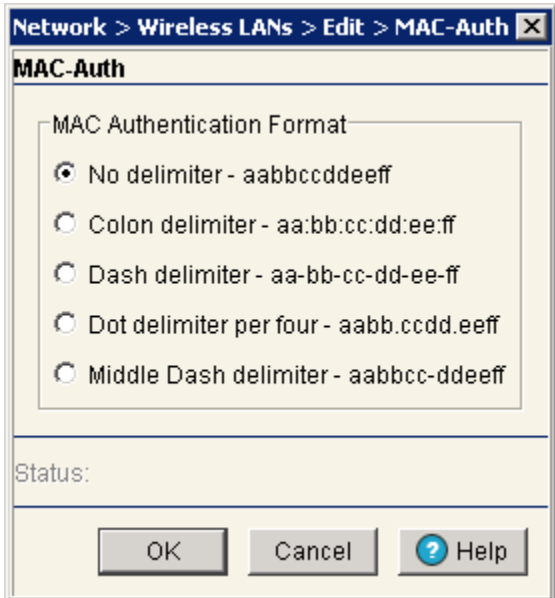 Network > Wireless LANs > Edit > MAC-Auth
MAC-Auth
MAC Authentication Format
No delimiter - aabbccddeeff
Colon delimiter - aa:bb:cc:dd:ee:ff
Dash delimiter - aa-bb-cc-dd-ee-ff
Dot delimiter per four - aabb.ccdd.eeff
Middle Dash delimiter - aabbcc-ddeeff
Status:
OK Cancel ? Help